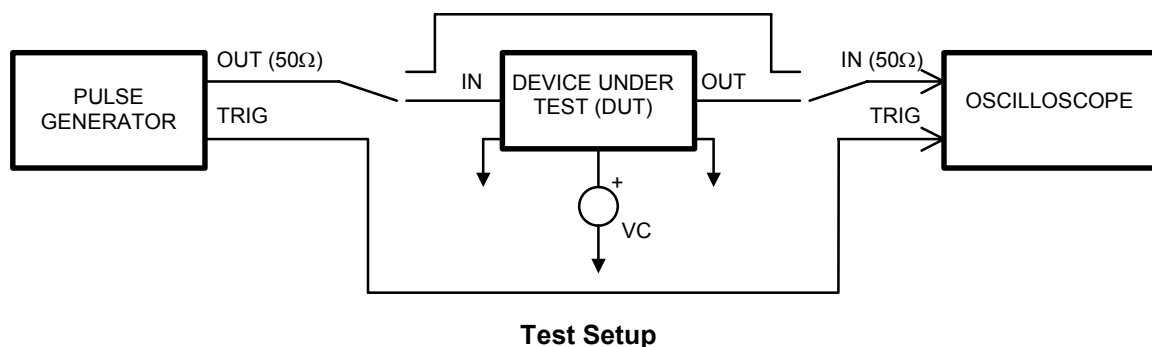 OUT (50Ω)
IN
DEVICE UNDER
TEST (DUT)
OUT
IN (50Ω)
PULSE
GENERATOR
TRIG
TRIG
OSCILLOSCOPE
+
VC
Test Setup